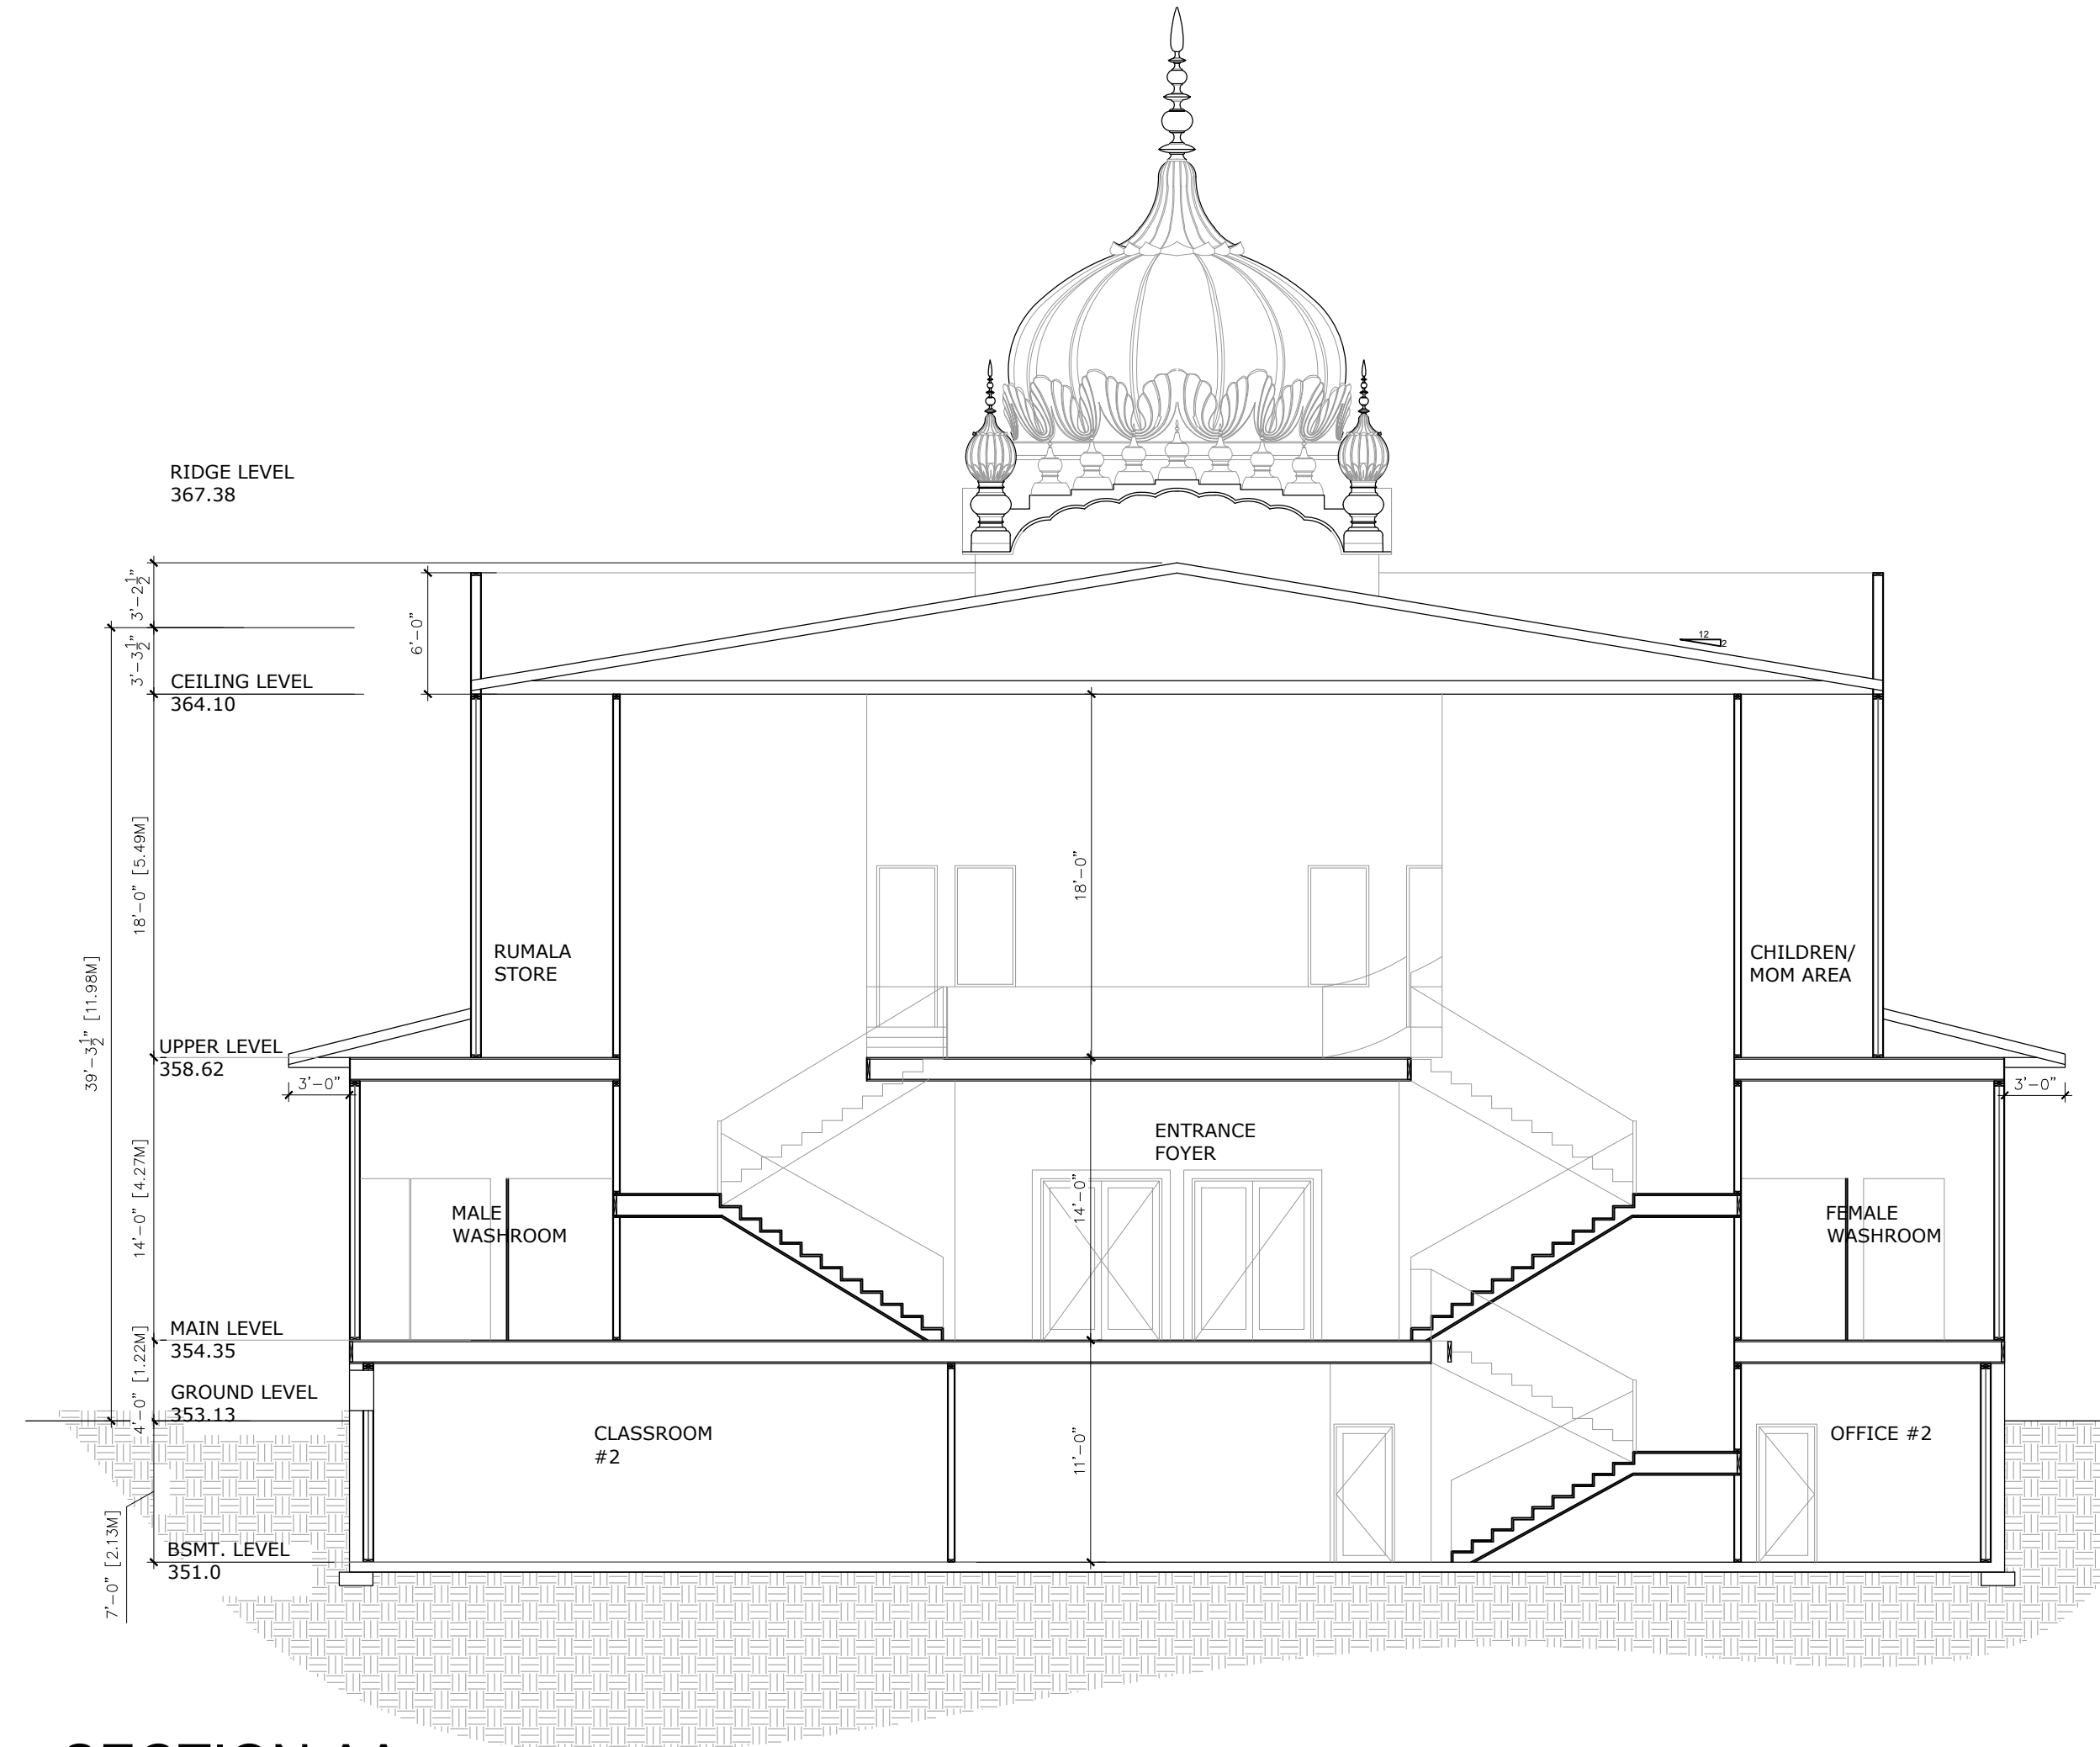 RIDGE LEVEL
367.38
3'-2½"
12
2
6'-0"
3'-3½"
CEILING LEVEL
364.10
18'-0" [5.49M]
18'-0"
RUMALA
STORE
CHILDREN/
MOM AREA
39'-3½" [11.98M]
UPPER LEVEL
358.62
3'-0"
3'-0"
ENTRANCE
FOYER
14'-0" [4.27M]
14'-0"
MALE
WASHROOM
FEMALE
WASHROOM
MAIN LEVEL
354.35
4'-0" [1.22M]
GROUND LEVEL
353.13
CLASSROOM
#2
11'-0"
OFFICE #2
7'-0" [2.13M]
BSMT. LEVEL
351.0
SECTION AA